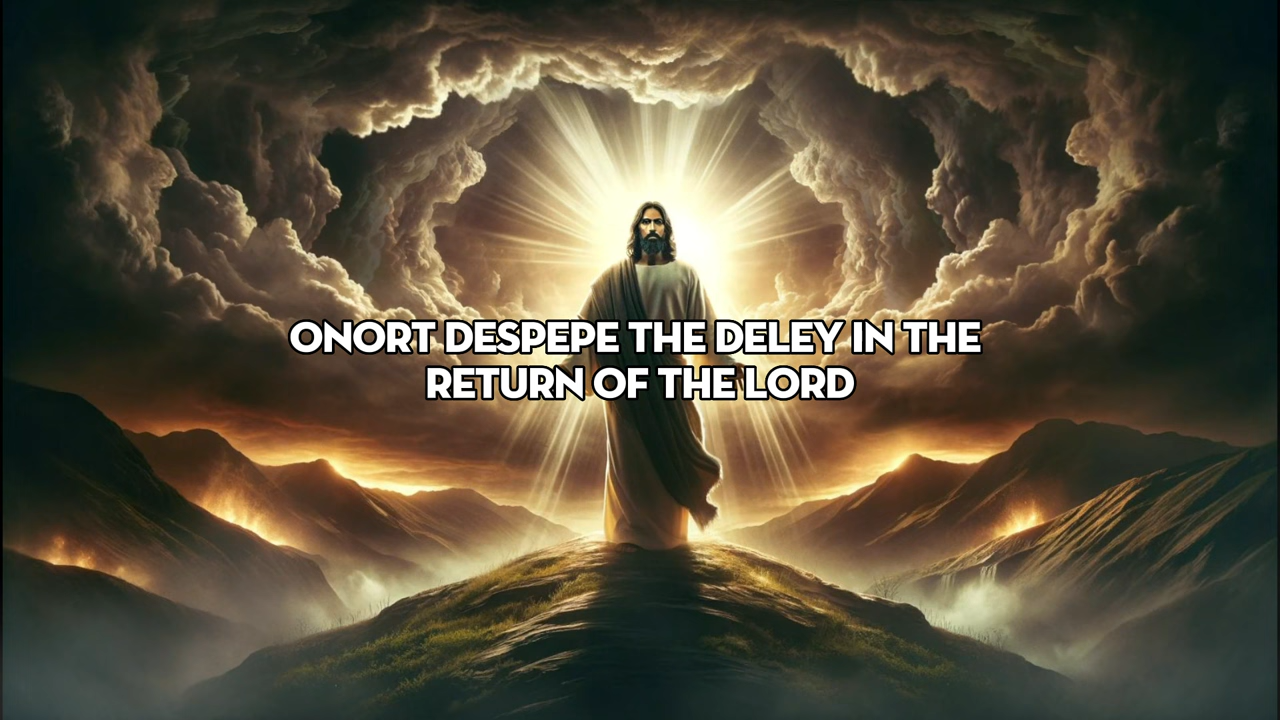 ONORT DESPEPE THE DELEY IN THE
RETURN OF THE LORD